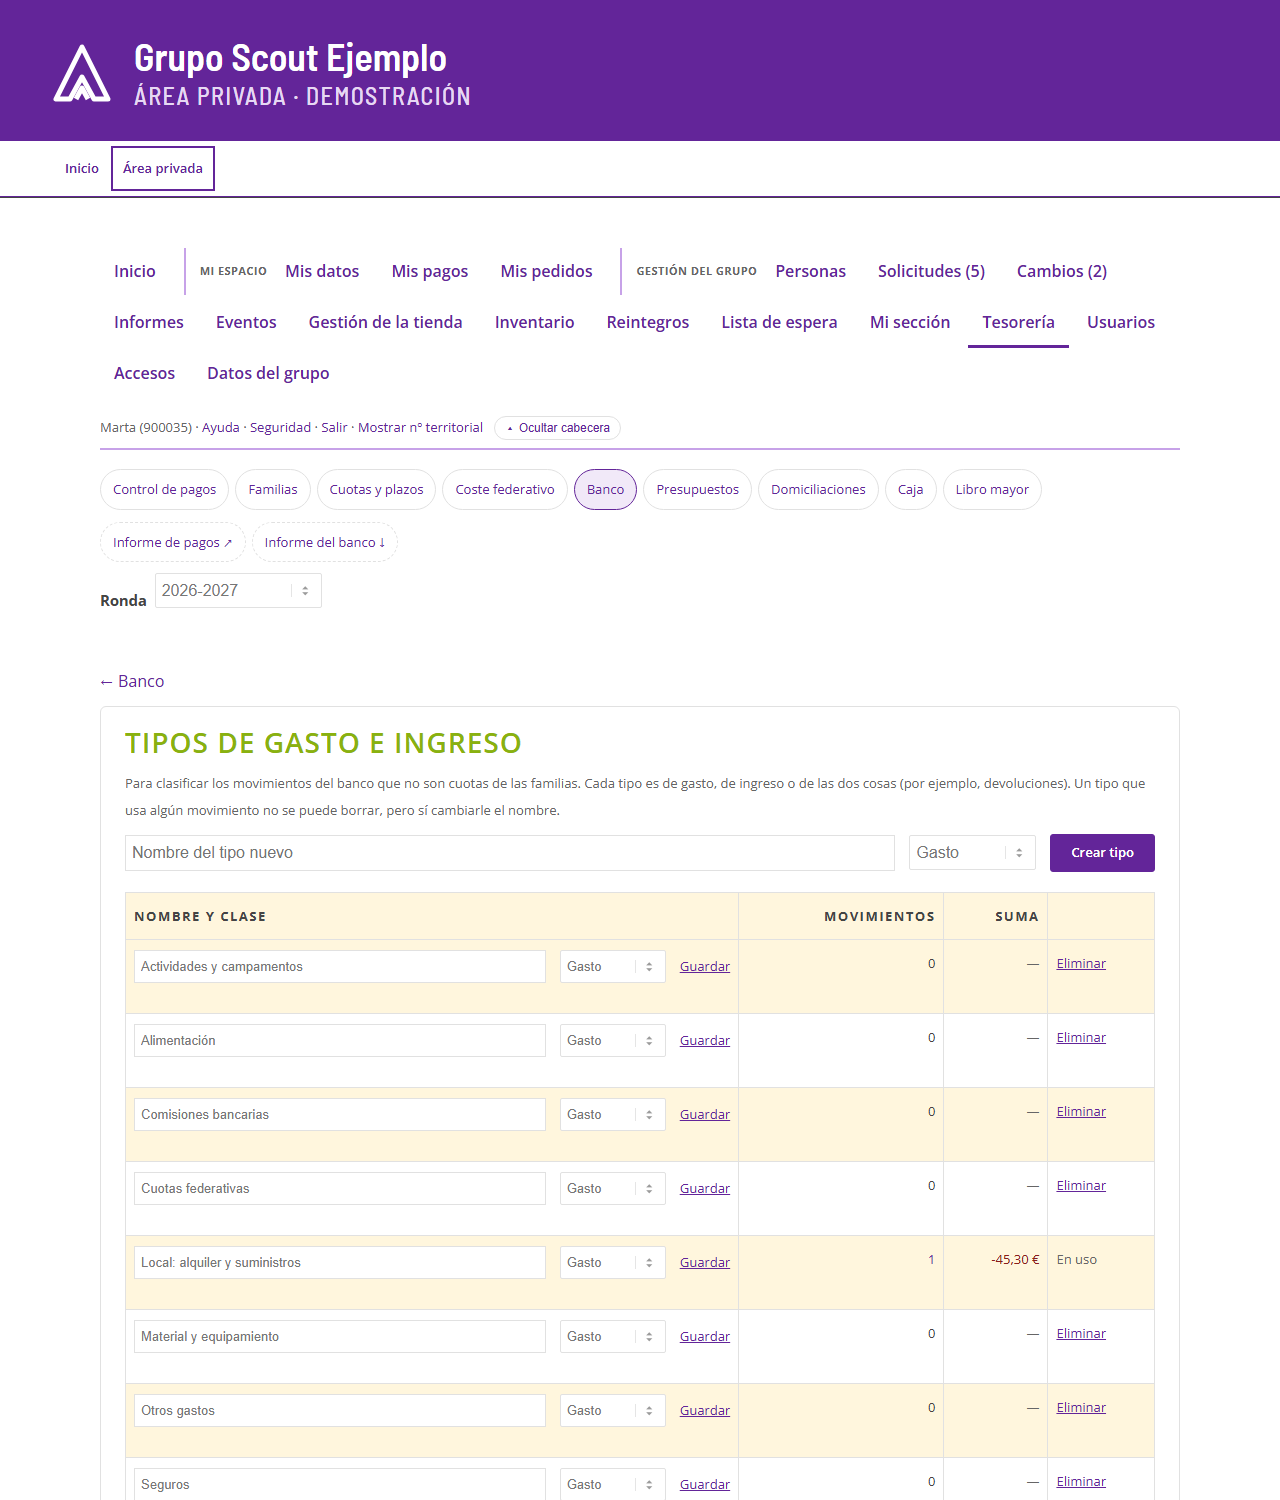 Grupo Scout Ejemplo
ÁREA PRIVADA · DEMOSTRACIÓN
Inicio Área privada
Inicio MI ESPACIO Mis datos Mis pagos Mis pedidos GESTIÓN DEL GRUPO Personas Solicitudes (5) Cambios (2)
Informes Eventos Gestión de la tienda Inventario Reintegros Lista de espera Mi sección Tesorería Usuarios
Accesos Datos del grupo
Marta (900035) · Ayuda · Seguridad · Salir · Mostrar nº territorial ▲ Ocultar cabecera
Control de pagos Familias Cuotas y plazos Coste federativo Banco Presupuestos Domiciliaciones Caja Libro mayor
Informe de pagos ↗ Informe del banco ↓
Ronda 2026-2027
← Banco
TIPOS DE GASTO E INGRESO
Para clasificar los movimientos del banco que no son cuotas de las familias. Cada tipo es de gasto, de ingreso o de las dos cosas (por ejemplo, devoluciones). Un tipo que
usa algún movimiento no se puede borrar, pero sí cambiarle el nombre.
Nombre del tipo nuevo Gasto Crear tipo
NOMBRE Y CLASE MOVIMIENTOS SUMA
Actividades y campamentos Gasto Guardar 0 — Eliminar
Alimentación Gasto Guardar 0 — Eliminar
Comisiones bancarias Gasto Guardar 0 — Eliminar
Cuotas federativas Gasto Guardar 0 — Eliminar
Local: alquiler y suministros Gasto Guardar 1 -45,30 € En uso
Material y equipamiento Gasto Guardar 0 — Eliminar
Otros gastos Gasto Guardar 0 — Eliminar
Seguros Gasto Guardar 0 — Eliminar